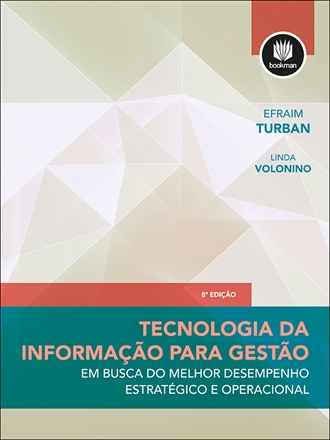 bookman
EFRAIM
TURBAN
LINDA
VOLONINO
8ª EDIÇÃO
TECNOLOGIA DA
INFORMAÇÃO PARA GESTÃO
EM BUSCA DO MELHOR DESEMPENHO
ESTRATÉGICO E OPERACIONAL